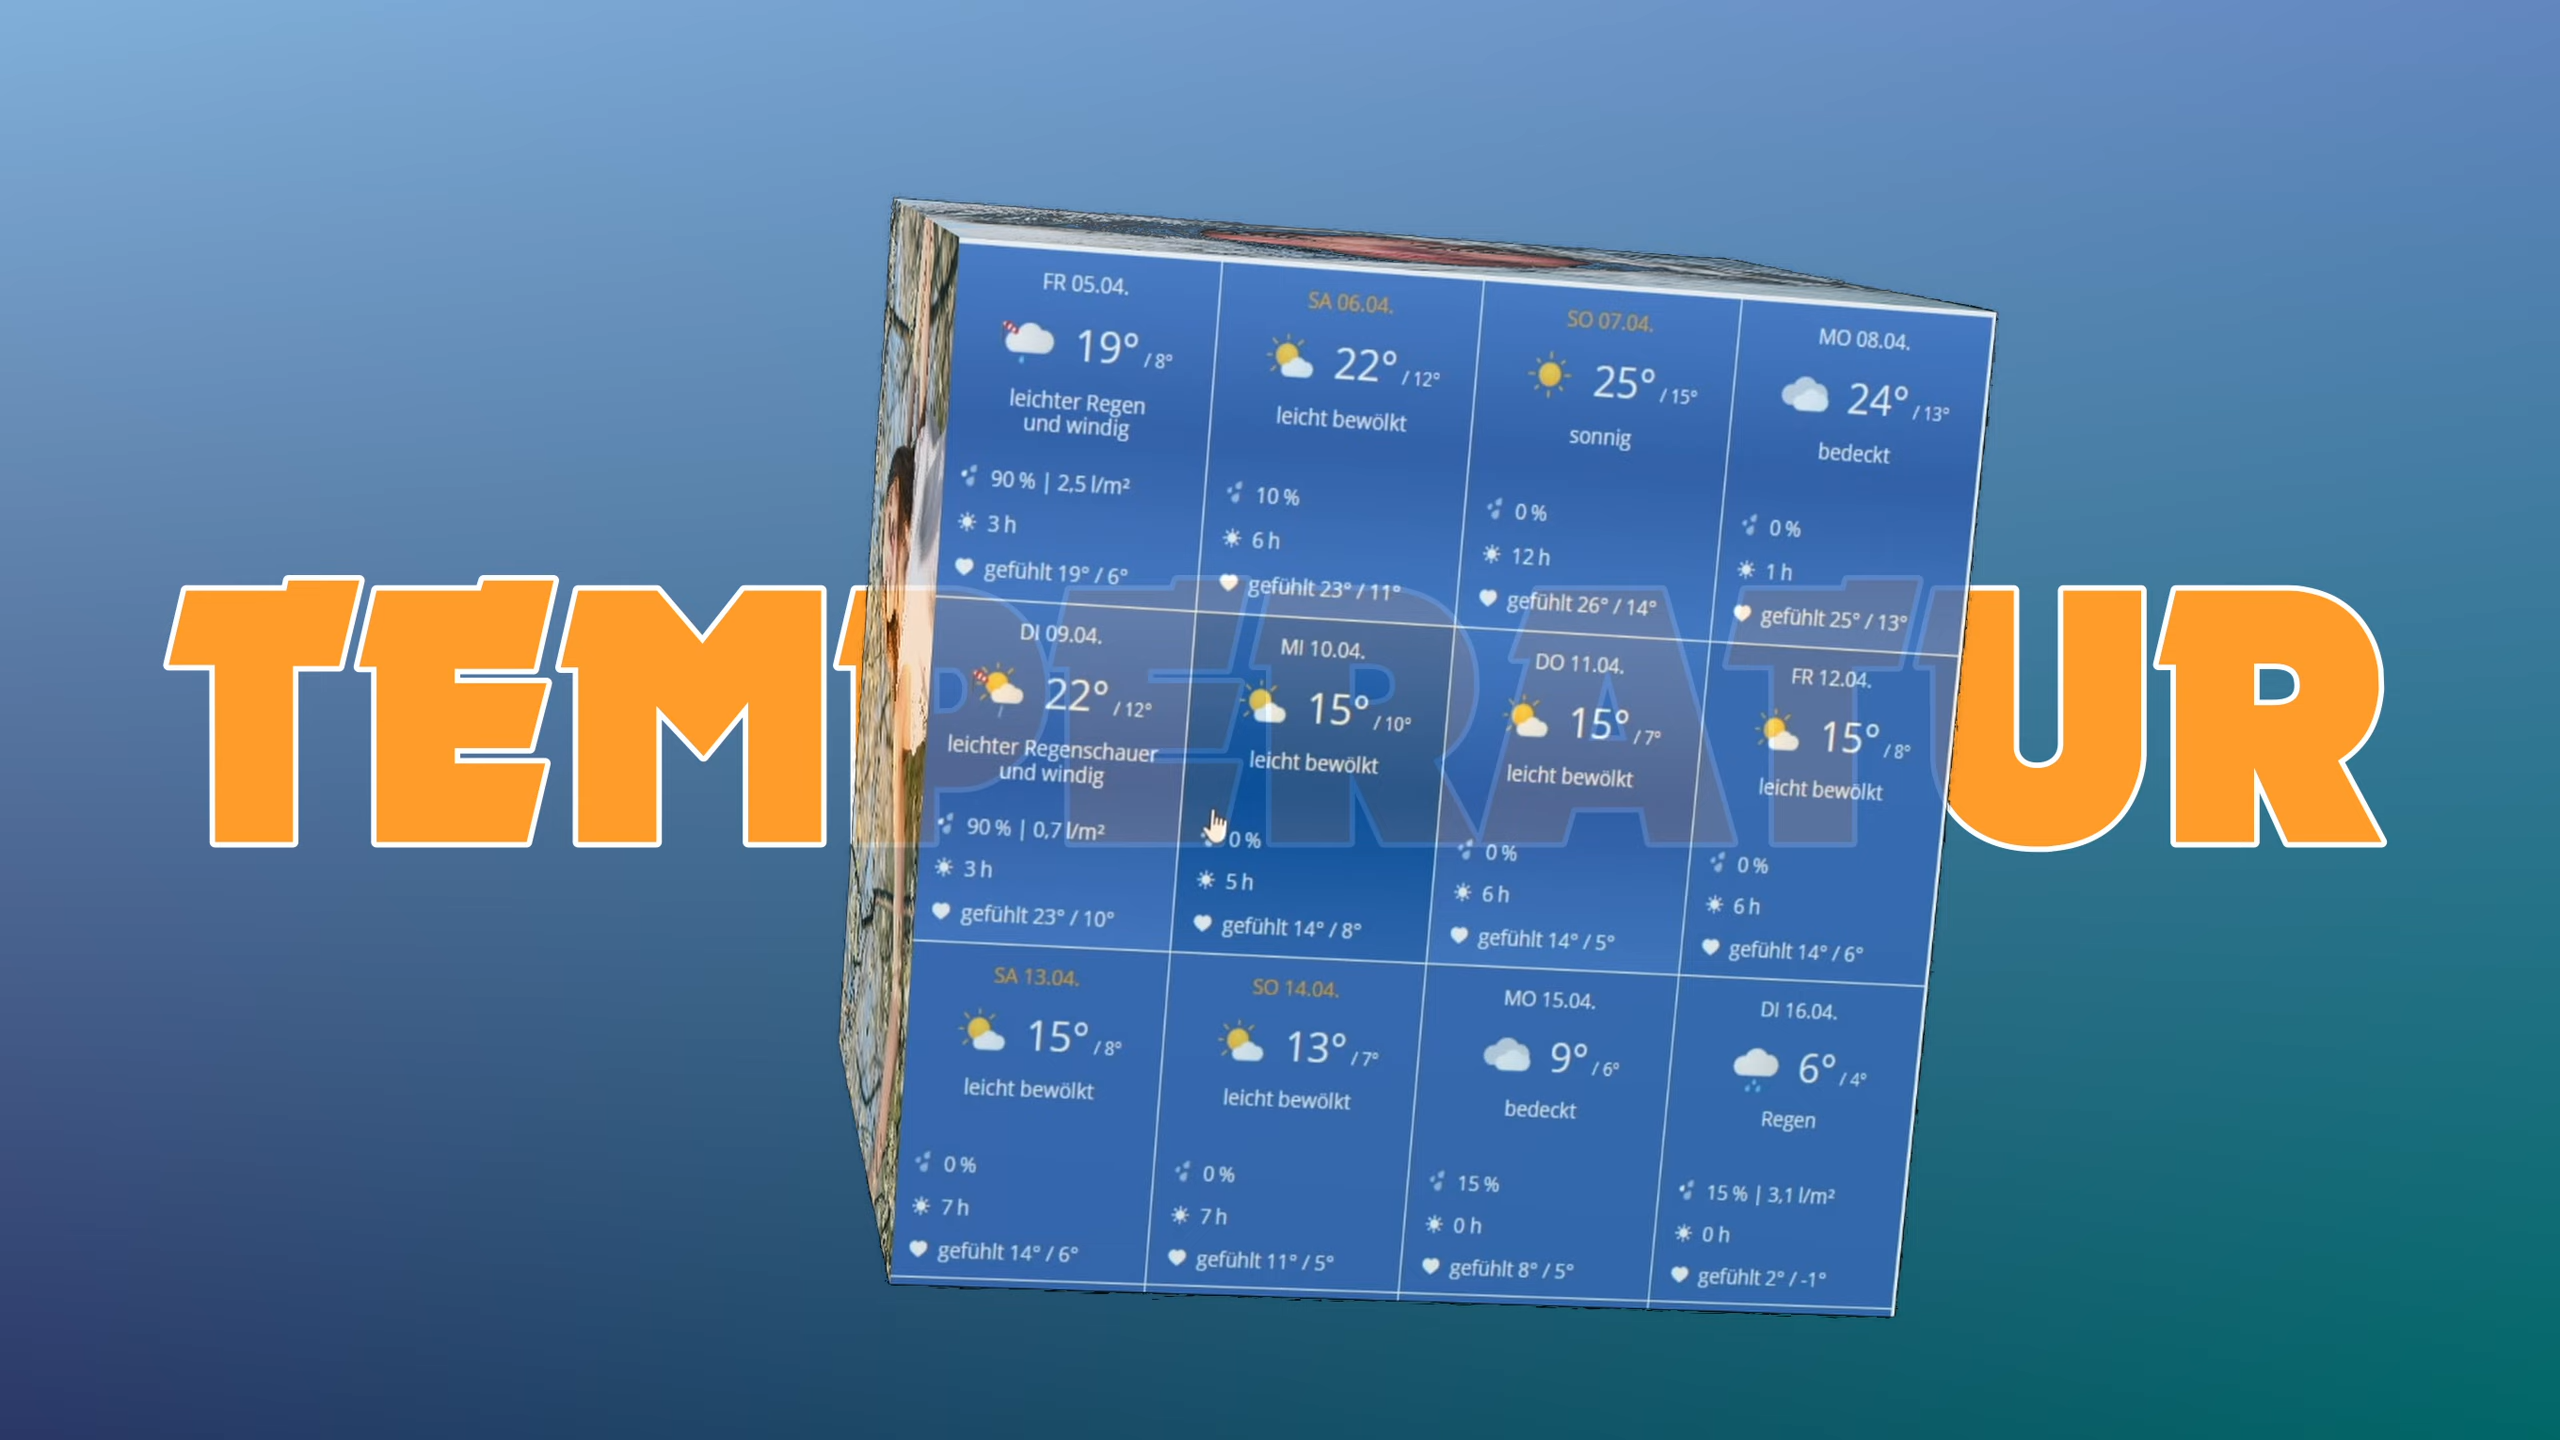 TEMPERATUR
FR 05.04.
19° / 8°
leichter Regen
und windig
90 % | 2,5 l/m²
3 h
gefühlt 19° / 6°
SA 06.04.
22° / 12°
leicht bewölkt
10 %
6 h
gefühlt 23° / 11°
SO 07.04.
25° / 15°
sonnig
0 %
12 h
gefühlt 26° / 14°
MO 08.04.
24° / 13°
bedeckt
0 %
1 h
gefühlt 25° / 13°
DI 09.04.
22° / 12°
leichter Regenschauer
und windig
90 % | 0,7 l/m²
3 h
gefühlt 23° / 10°
MI 10.04.
15° / 10°
leicht bewölkt
0 %
5 h
gefühlt 14° / 8°
DO 11.04.
15° / 7°
leicht bewölkt
0 %
6 h
gefühlt 14° / 5°
FR 12.04.
15° / 8°
leicht bewölkt
0 %
6 h
gefühlt 14° / 6°
SA 13.04.
15° / 8°
leicht bewölkt
0 %
7 h
gefühlt 14° / 6°
SO 14.04.
13° / 7°
leicht bewölkt
0 %
7 h
gefühlt 11° / 5°
MO 15.04.
9° / 6°
bedeckt
15 %
0 h
gefühlt 8° / 5°
DI 16.04.
6° / 4°
Regen
15 % | 3,1 l/m²
0 h
gefühlt 2° / -1°